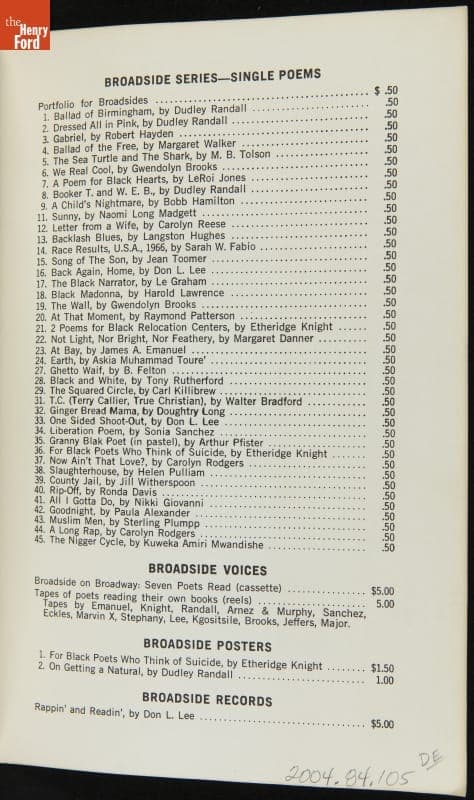 the
Henry
Ford
BROADSIDE SERIES—SINGLE POEMS
Portfolio for Broadsides $ .50
1. Ballad of Birmingham, by Dudley Randall .50
2. Dressed All in Pink, by Dudley Randall .50
3. Gabriel, by Robert Hayden .50
4. Ballad of the Free, by Margaret Walker .50
5. The Sea Turtle and The Shark, by M. B. Tolson .50
6. We Real Cool, by Gwendolyn Brooks .50
7. A Poem for Black Hearts, by LeRoi Jones .50
8. Booker T. and W. E. B., by Dudley Randall .50
9. A Child's Nightmare, by Bobb Hamilton .50
11. Sunny, by Naomi Long Madgett .50
12. Letter from a Wife, by Carolyn Reese .50
13. Backlash Blues, by Langston Hughes .50
14. Race Results, U.S.A., 1966, by Sarah W. Fabio .50
15. Song of The Son, by Jean Toomer .50
16. Back Again, Home, by Don L. Lee .50
17. The Black Narrator, by Le Graham .50
18. Black Madonna, by Harold Lawrence .50
19. The Wall, by Gwendolyn Brooks .50
20. At That Moment, by Raymond Patterson .50
21. 2 Poems for Black Relocation Centers, by Etheridge Knight .50
22. Not Light, Nor Bright, Nor Feathery, by Margaret Danner .50
23. At Bay, by James A. Emanuel .50
24. Earth, by Askia Muhammad Toure' .50
27. Ghetto Waif, by B. Felton .50
28. Black and White, by Tony Rutherford .50
29. The Squared Circle, by Carl Killibrew .50
31. T.C. (Terry Callier, True Christian), by Walter Bradford .50
32. Ginger Bread Mama, by Doughtry Long .50
33. One Sided Shoot-Out, by Don L. Lee .50
34. Liberation Poem, by Sonia Sanchez .50
35. Granny Blak Poet (in pastel), by Arthur Pfister .50
36. For Black Poets Who Think of Suicide, by Etheridge Knight .50
37. Now Ain't That Love?, by Carolyn Rodgers .50
38. Slaughterhouse, by Helen Pulliam .50
39. County Jail, by Jill Witherspoon .50
40. Rip-Off, by Ronda Davis .50
41. All I Gotta Do, by Nikki Giovanni .50
42. Goodnight, by Paula Alexander .50
43. Muslim Men, by Sterling Plumpp .50
44. A Long Rap, by Carolyn Rodgers .50
45. The Nigger Cycle, by Kuweka Amiri Mwandishe .50
BROADSIDE VOICES
Broadside on Broadway: Seven Poets Read (cassette) $5.00
Tapes of poets reading their own books (reels) 5.00
Tapes by Emanuel, Knight, Randall, Arnez & Murphy, Sanchez,
Eckles, Marvin X, Stephany, Lee, Kgositsile, Brooks, Jeffers, Major.
BROADSIDE POSTERS
1. For Black Poets Who Think of Suicide, by Etheridge Knight $1.50
2. On Getting a Natural, by Dudley Randall 1.00
BROADSIDE RECORDS
Rappin' and Readin', by Don L. Lee $5.00
2004.84.105 DE